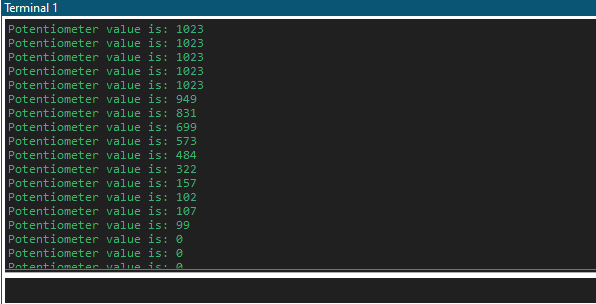 Terminal 1
Potentiometer value is: 1023
Potentiometer value is: 1023
Potentiometer value is: 1023
Potentiometer value is: 1023
Potentiometer value is: 1023
Potentiometer value is: 949
Potentiometer value is: 831
Potentiometer value is: 699
Potentiometer value is: 573
Potentiometer value is: 484
Potentiometer value is: 322
Potentiometer value is: 157
Potentiometer value is: 102
Potentiometer value is: 107
Potentiometer value is: 99
Potentiometer value is: 0
Potentiometer value is: 0
Potentiometer value is: 0